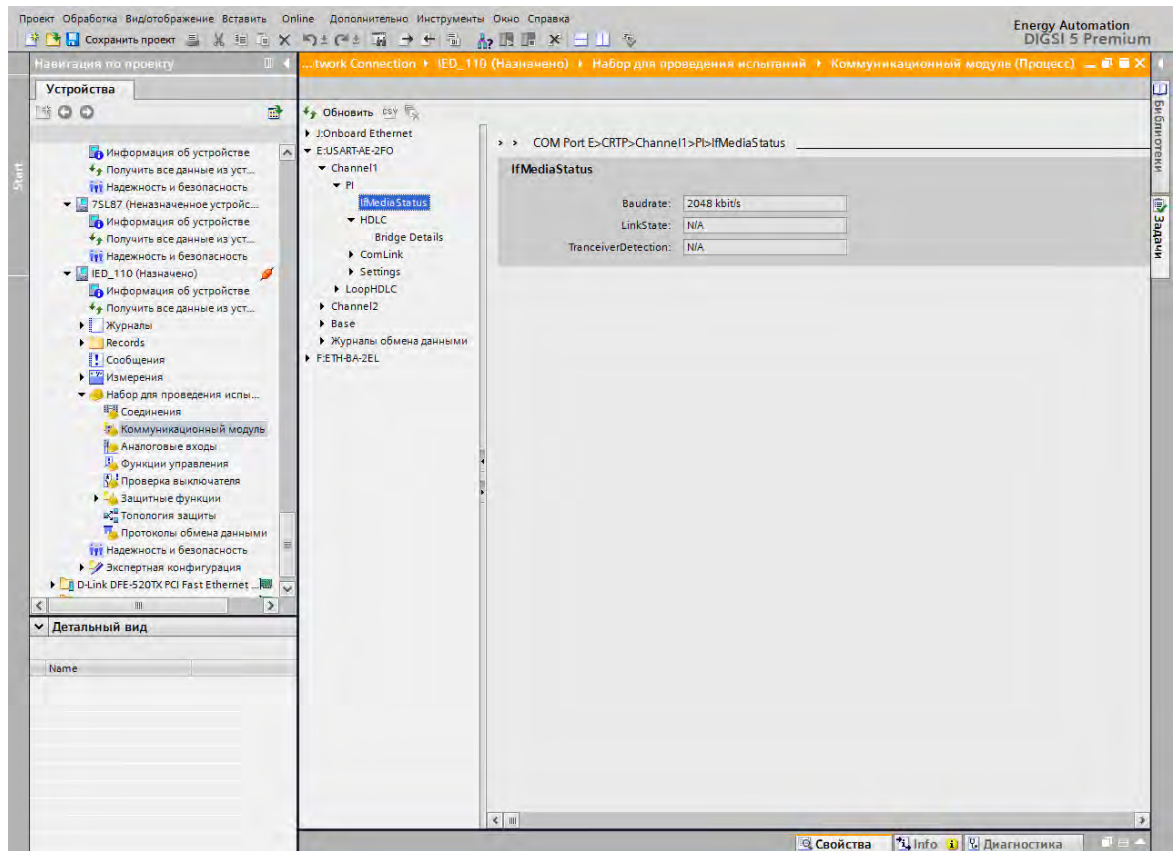 Проект Обработка Вид/отображение Вставить Online Дополнительно Инструменты Окно Справка
Energy Automation
DIGSI 5 Premium
Сохранить проект
Навигация по проекту
...twork Connection IED_110 (Назначено) Набор для проведения испытаний Коммуникационный модуль (Процесс)
Устройства
Start
Информация об устройстве
Получить все данные из уст...
Надежность и безопасность
7SL87 (Неназначенное устройс...
Информация об устройстве
Получить все данные из уст...
Надежность и безопасность
IED_110 (Назначено)
Информация об устройстве
Получить все данные из уст...
Журналы
Records
Сообщения
Измерения
Набор для проведения испы...
Соединения
Коммуникационный модуль
Аналоговые входы
Функции управления
Проверка выключателя
Защитные функции
Топология защиты
Протоколы обмена данными
Надежность и безопасность
Экспертная конфигурация
D-Link DFE-520TX PCI Fast Ethernet ...
Детальный вид
Name
Обновить CSV
J:Onboard Ethernet
E:USART-AE-2FO
Channel1
PI
IfMediaStatus
HDLC
Bridge Details
ComLink
Settings
LoopHDLC
Channel2
Base
Журналы обмена данными
F:ETH-BA-2EL
> > COM Port E>CRTP>Channel1>PI>IfMediaStatus
IfMediaStatus
Baudrate: 2048 kbit/s
LinkState: N/A
TranceiverDetection: N/A
Библиотеки
Задачи
Свойства Info Диагностика